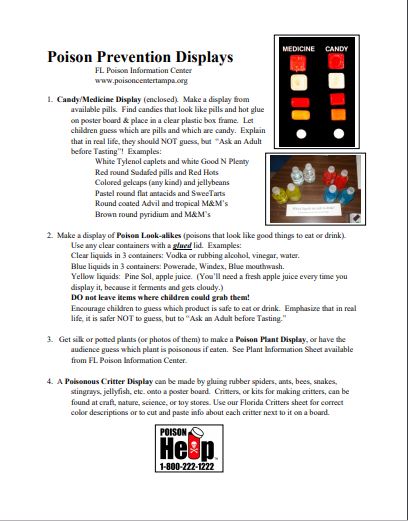 Poison Prevention Displays
FL Poison Information Center
www.poisoncentertampa.org
MEDICINE CANDY
1. Candy/Medicine Display (enclosed). Make a display from
available pills. Find candies that look like pills and hot glue
on poster board & place in a clear plastic box frame. Let
children guess which are pills and which are candy. Explain
that in real life, they should NOT guess, but "Ask an Adult
before Tasting"! Examples:
White Tylenol caplets and white Good N Plenty
Red round Sudafed pills and Red Hots
Colored gelcaps (any kind) and jellybeans
Pastel round flat antacids and SweeTarts
Round coated Advil and tropical M&M's
Brown round pyridium and M&M's
2. Make a display of Poison Look-alikes (poisons that look like good things to eat or drink).
Use any clear containers with a glued lid. Examples:
Clear liquids in 3 containers: Vodka or rubbing alcohol, vinegar, water.
Blue liquids in 3 containers: Powerade, Windex, Blue mouthwash.
Yellow liquids: Pine Sol, apple juice. (You'll need a fresh apple juice every time you
display it, because it ferments and gets cloudy.)
DO not leave items where children could grab them!
Encourage children to guess which product is safe to eat or drink. Emphasize that in real
life, it is safer NOT to guess, but to "Ask an Adult before Tasting."
3. Get silk or potted plants (or photos of them) to make a Poison Plant Display, or have the
audience guess which plant is poisonous if eaten. See Plant Information Sheet available
from FL Poison Information Center.
4. A Poisonous Critter Display can be made by gluing rubber spiders, ants, bees, snakes,
stingrays, jellyfish, etc. onto a poster board. Critters, or kits for making critters, can be
found at craft, nature, science, or toy stores. Use our Florida Critters sheet for correct
color descriptions or to cut and paste info about each critter next to it on a board.
POISON
Help
1-800-222-1222